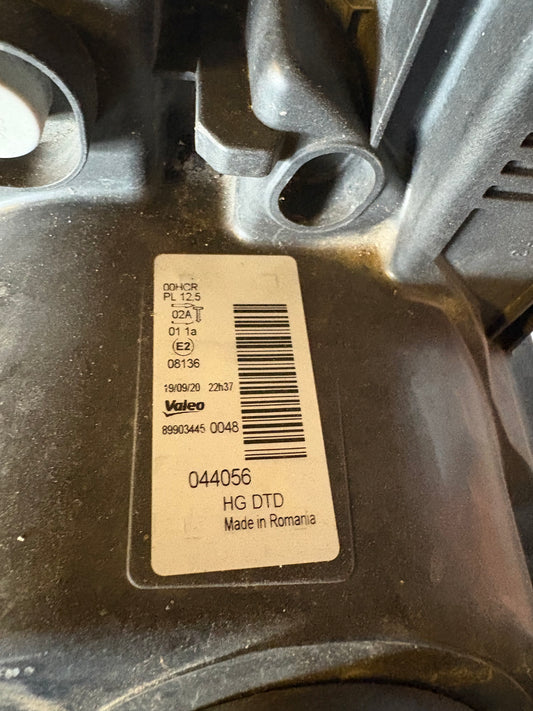 00HCR
PL 12,5
02A
01 1a
E2
08136
19/09/20 22h37
Valeo
89903445 0048
044056
HG DTD
Made in Romania